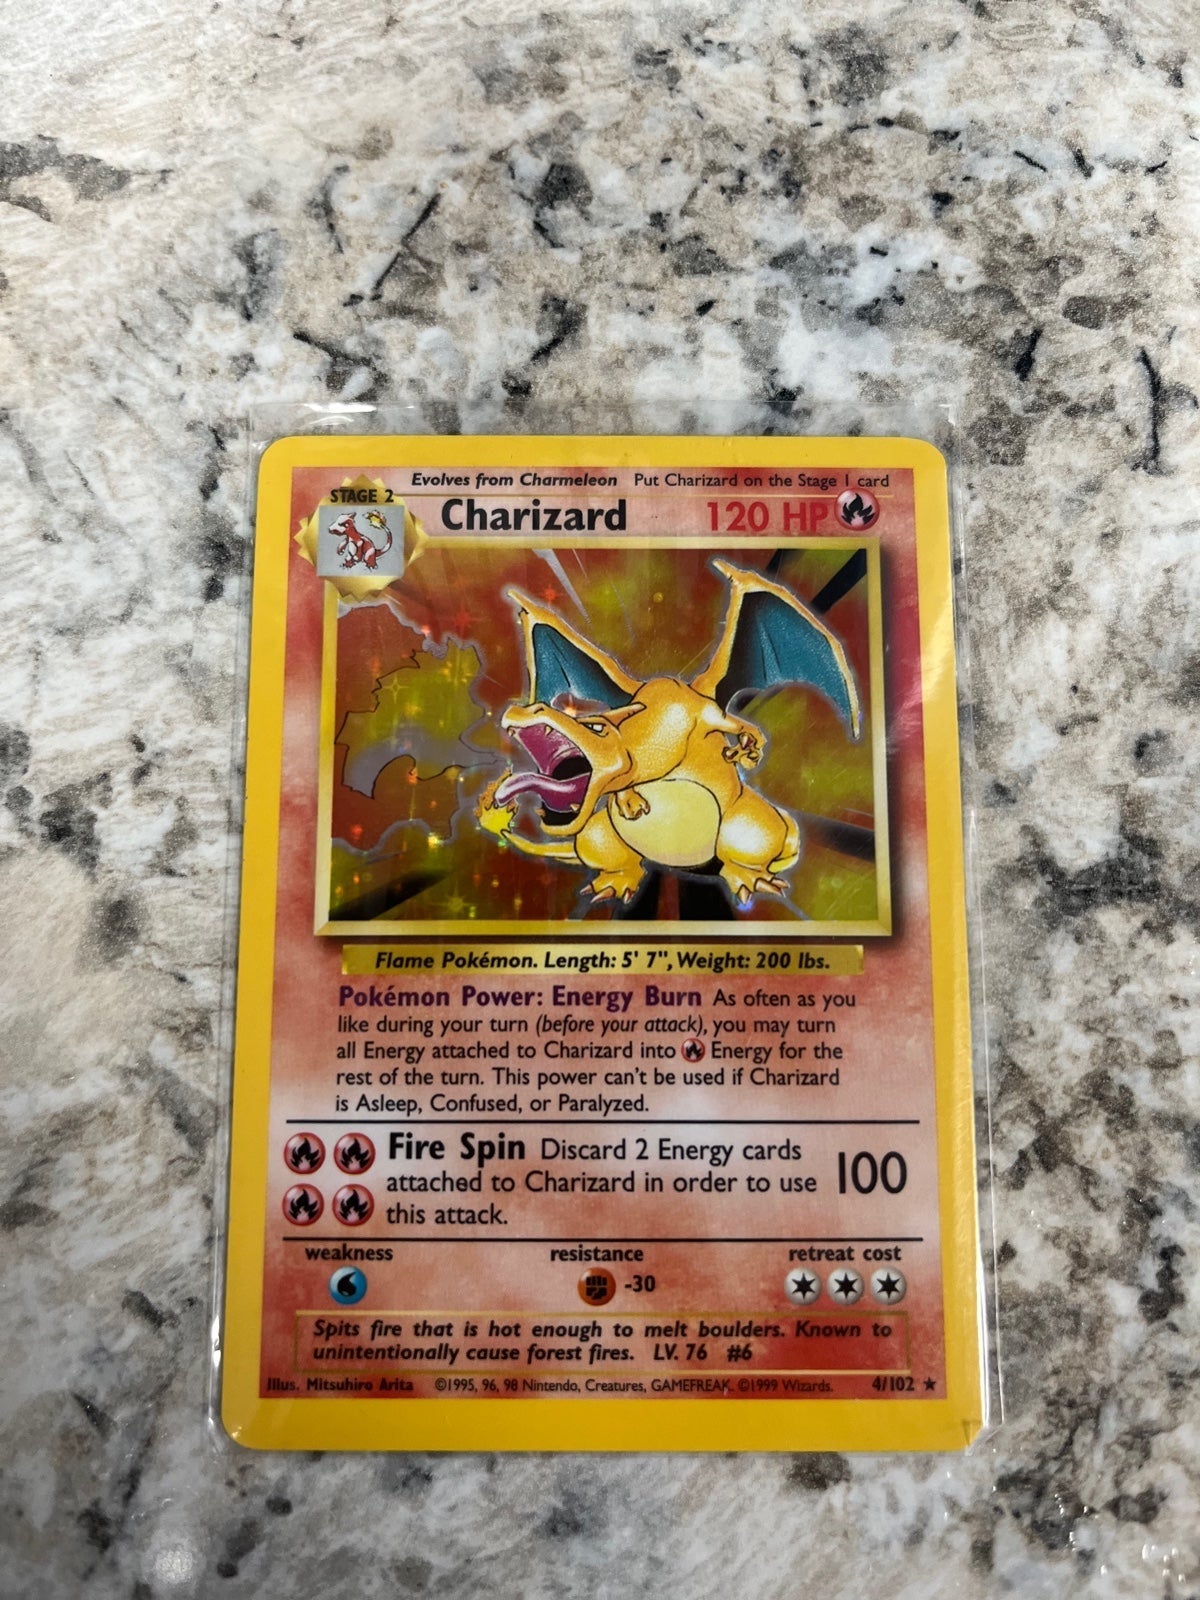 Evolves from Charmeleon Put Charizard on the Stage 1 card
STAGE 2
Charizard 120 HP
Flame Pokémon. Length: 5' 7", Weight: 200 lbs.
Pokémon Power: Energy Burn As often as you
like during your turn (before your attack), you may turn
all Energy attached to Charizard into Energy for the
rest of the turn. This power can't be used if Charizard
is Asleep, Confused, or Paralyzed.
Fire Spin Discard 2 Energy cards
attached to Charizard in order to use
this attack.
100
weakness resistance retreat cost
-30
Spits fire that is hot enough to melt boulders. Known to
unintentionally cause forest fires. LV. 76 #6
Illus. Mitsuhiro Arita ©1995, 96, 98 Nintendo, Creatures, GAMEFREAK. ©1999 Wizards. 4/102 ★